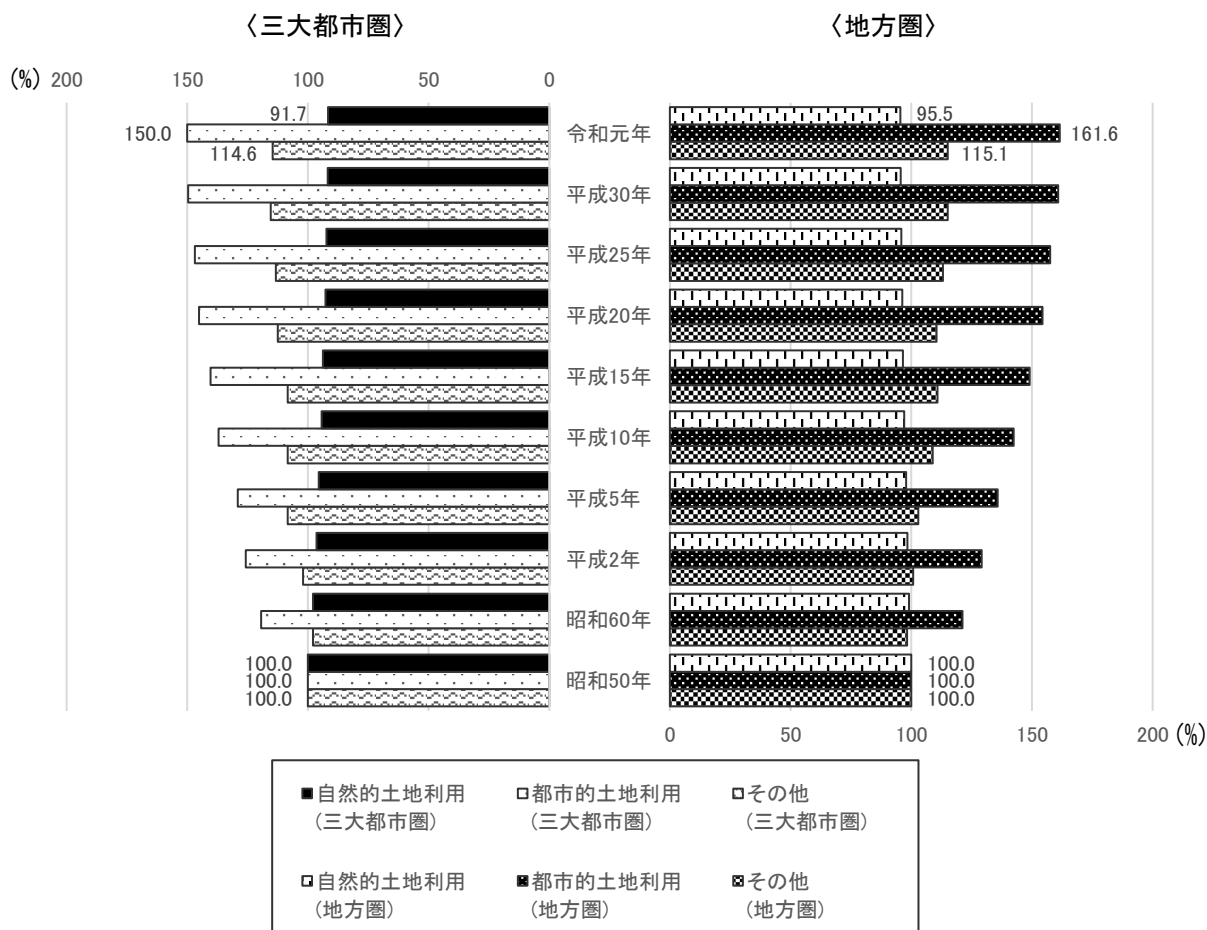 〈三大都市圏〉
〈地方圏〉
(%) 200 150 100 50 0
91.7 令和元年 95.5
150.0 161.6
114.6 115.1
平成30年
平成25年
平成20年
平成15年
平成10年
平成5年
平成2年
昭和60年
100.0 昭和50年 100.0
100.0 100.0
100.0 100.0
0 50 100 150 200 (%)
自然的土地利用 都市的土地利用 その他
(三大都市圏) (三大都市圏) (三大都市圏)
自然的土地利用 都市的土地利用 その他
(地方圏) (地方圏) (地方圏)